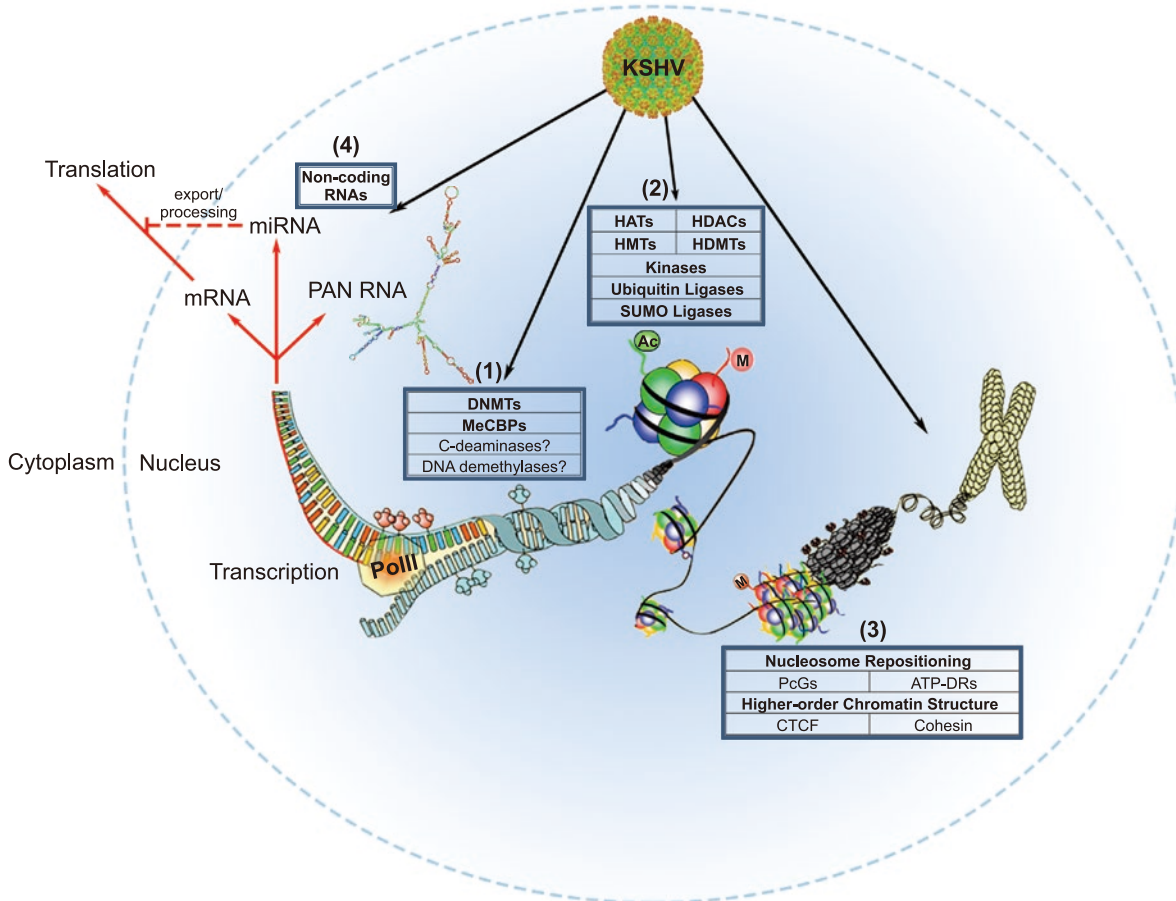 KSHV
(4)
Non-coding
RNAs
Translation
export/
processing
miRNA
mRNA
PAN RNA
(2)
HATs HDACs
HMTs HDMTs
Kinases
Ubiquitin Ligases
SUMO Ligases
Ac
M
(1)
DNMTs
MeCBPs
C-deaminases?
DNA demethylases?
Cytoplasm Nucleus
Transcription
PolII
M
(3)
Nucleosome Repositioning
PcGs ATP-DRs
Higher-order Chromatin Structure
CTCF Cohesin